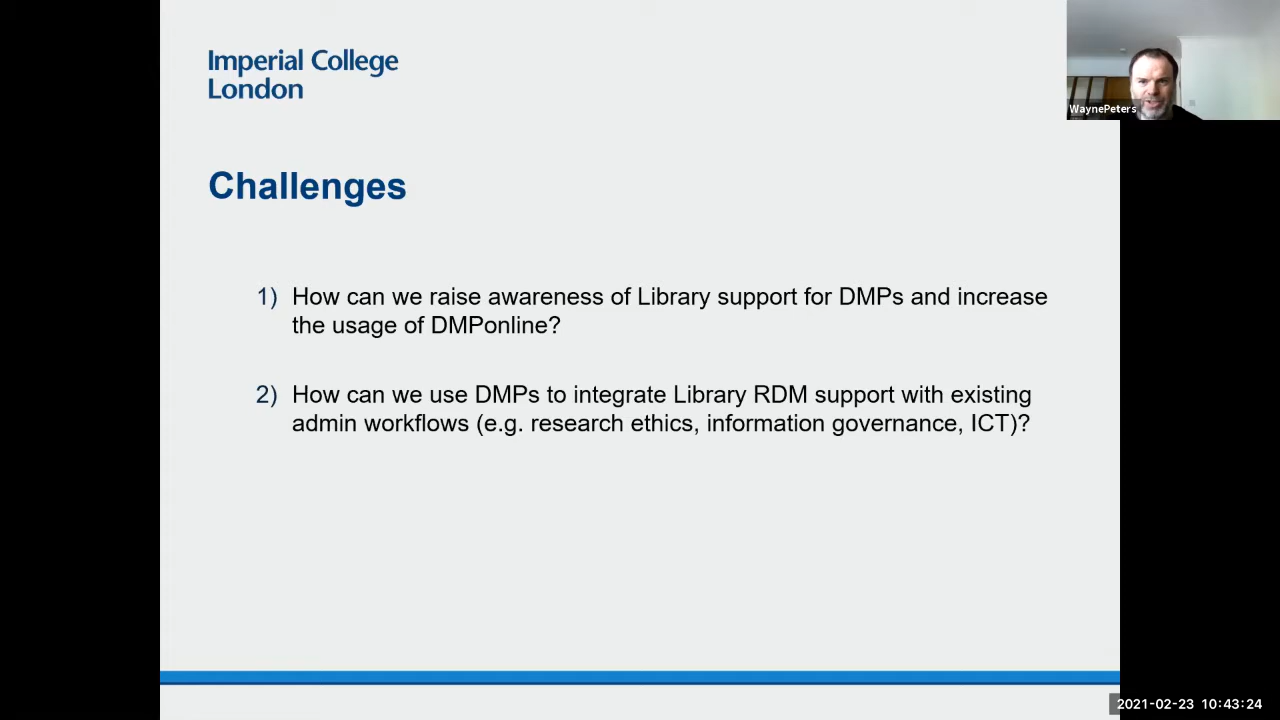 Imperial College
London
WaynePeters
Challenges
1) How can we raise awareness of Library support for DMPs and increase
the usage of DMPonline?
2) How can we use DMPs to integrate Library RDM support with existing
admin workflows (e.g. research ethics, information governance, ICT)?
2021-02-23 10:43:24